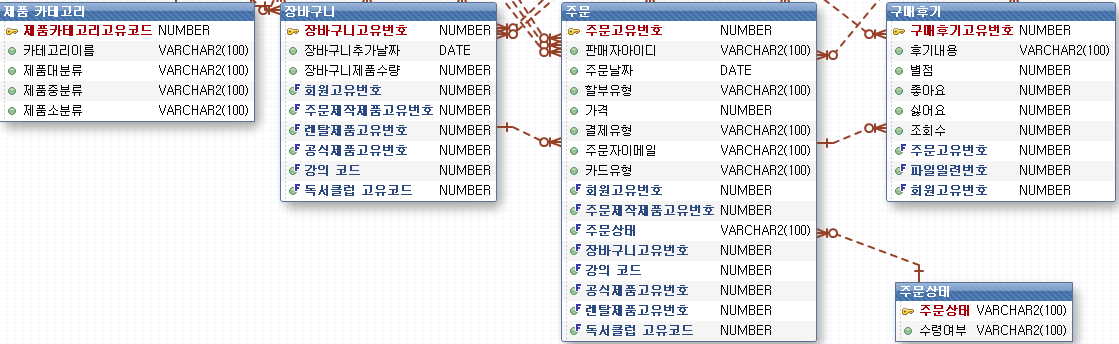 제품 카테고리
제품카테고리고유코드 NUMBER
카테고리이름 VARCHAR2(100)
제품대분류 VARCHAR2(100)
제품중분류 VARCHAR2(100)
제품소분류 VARCHAR2(100)
장바구니
장바구니고유번호 NUMBER
장바구니추가날짜 DATE
장바구니제품수량 NUMBER
회원고유번호 NUMBER
주문제작제품고유번호 NUMBER
렌탈제품고유번호 NUMBER
공식제품고유번호 NUMBER
강의 코드 NUMBER
독서클럽 고유코드 NUMBER
주문
주문고유번호 NUMBER
판매자아이디 VARCHAR2(100)
주문날짜 DATE
할부유형 VARCHAR2(100)
가격 NUMBER
결제유형 VARCHAR2(100)
주문자이메일 VARCHAR2(100)
카드유형 VARCHAR2(100)
회원고유번호 NUMBER
주문제작제품고유번호 NUMBER
주문상태 VARCHAR2(100)
장바구니고유번호 NUMBER
강의 코드 NUMBER
공식제품고유번호 NUMBER
렌탈제품고유번호 NUMBER
독서클럽 고유코드 NUMBER
구매후기
구매후기고유번호 NUMBER
후기내용 VARCHAR2(100)
별점 NUMBER
좋아요 NUMBER
싫어요 NUMBER
조회수 NUMBER
주문고유번호 NUMBER
파일일련번호 NUMBER
회원고유번호 NUMBER
주문상태
주문상태 VARCHAR2(100)
수령여부 VARCHAR2(100)